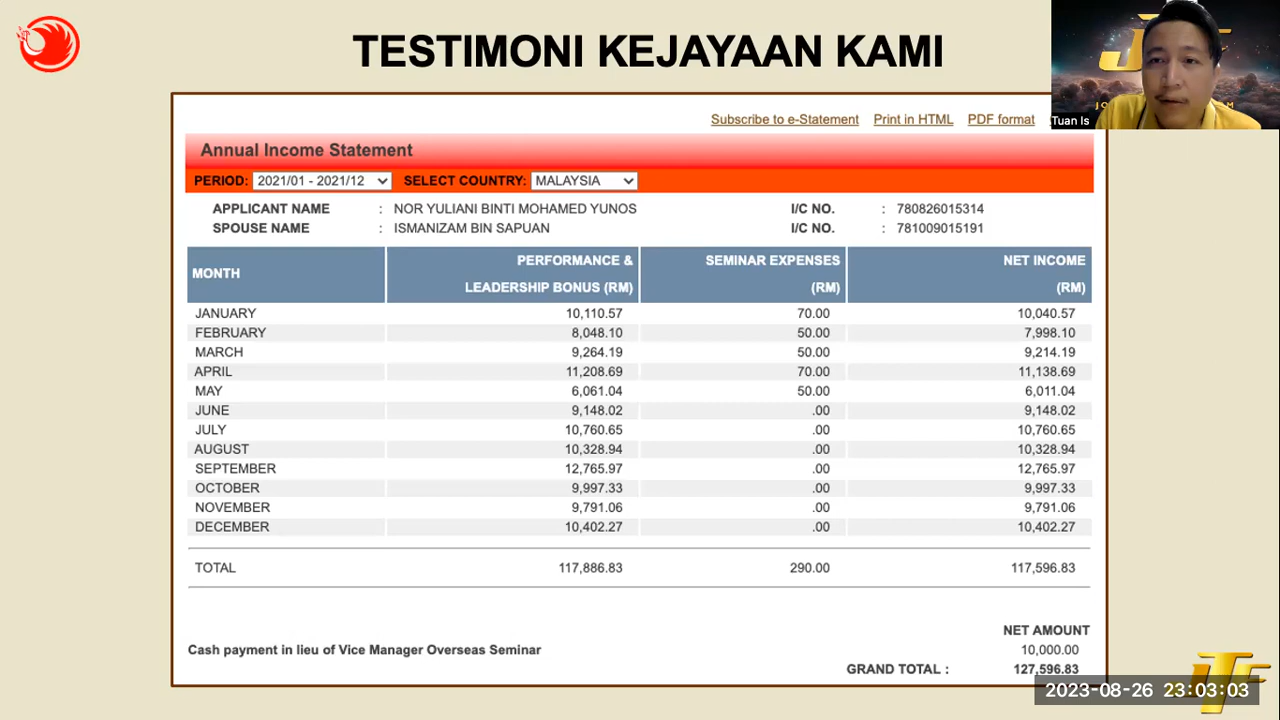 TESTIMONI KEJAYAAN KAMI
Tuan Is
Subscribe to e-Statement Print in HTML PDF format
Annual Income Statement
PERIOD: 2021/01 - 2021/12 SELECT COUNTRY: MALAYSIA
APPLICANT NAME : NOR YULIANI BINTI MOHAMED YUNOS I/C NO. : 780826015314
SPOUSE NAME : ISMANIZAM BIN SAPUAN I/C NO. : 781009015191
MONTH PERFORMANCE & LEADERSHIP BONUS (RM) SEMINAR EXPENSES (RM) NET INCOME (RM)
JANUARY 10,110.57 70.00 10,040.57
FEBRUARY 8,048.10 50.00 7,998.10
MARCH 9,264.19 50.00 9,214.19
APRIL 11,208.69 70.00 11,138.69
MAY 6,061.04 50.00 6,011.04
JUNE 9,148.02 .00 9,148.02
JULY 10,760.65 .00 10,760.65
AUGUST 10,328.94 .00 10,328.94
SEPTEMBER 12,765.97 .00 12,765.97
OCTOBER 9,997.33 .00 9,997.33
NOVEMBER 9,791.06 .00 9,791.06
DECEMBER 10,402.27 .00 10,402.27
TOTAL 117,886.83 290.00 117,596.83
NET AMOUNT
Cash payment in lieu of Vice Manager Overseas Seminar 10,000.00
GRAND TOTAL : 127,596.83
2023-08-26 23:03:03